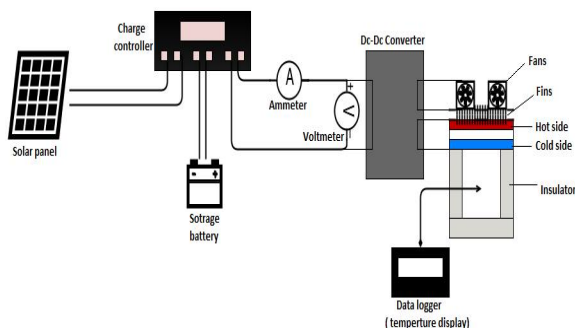 Charge
controller
Solar panel
A
Ammeter
+
V
–
Voltmeter
Dc-Dc Converter
Fans
Fins
Hot side
Cold side
Insulator
– +
Sotrage
battery
Data logger
( temperture display)